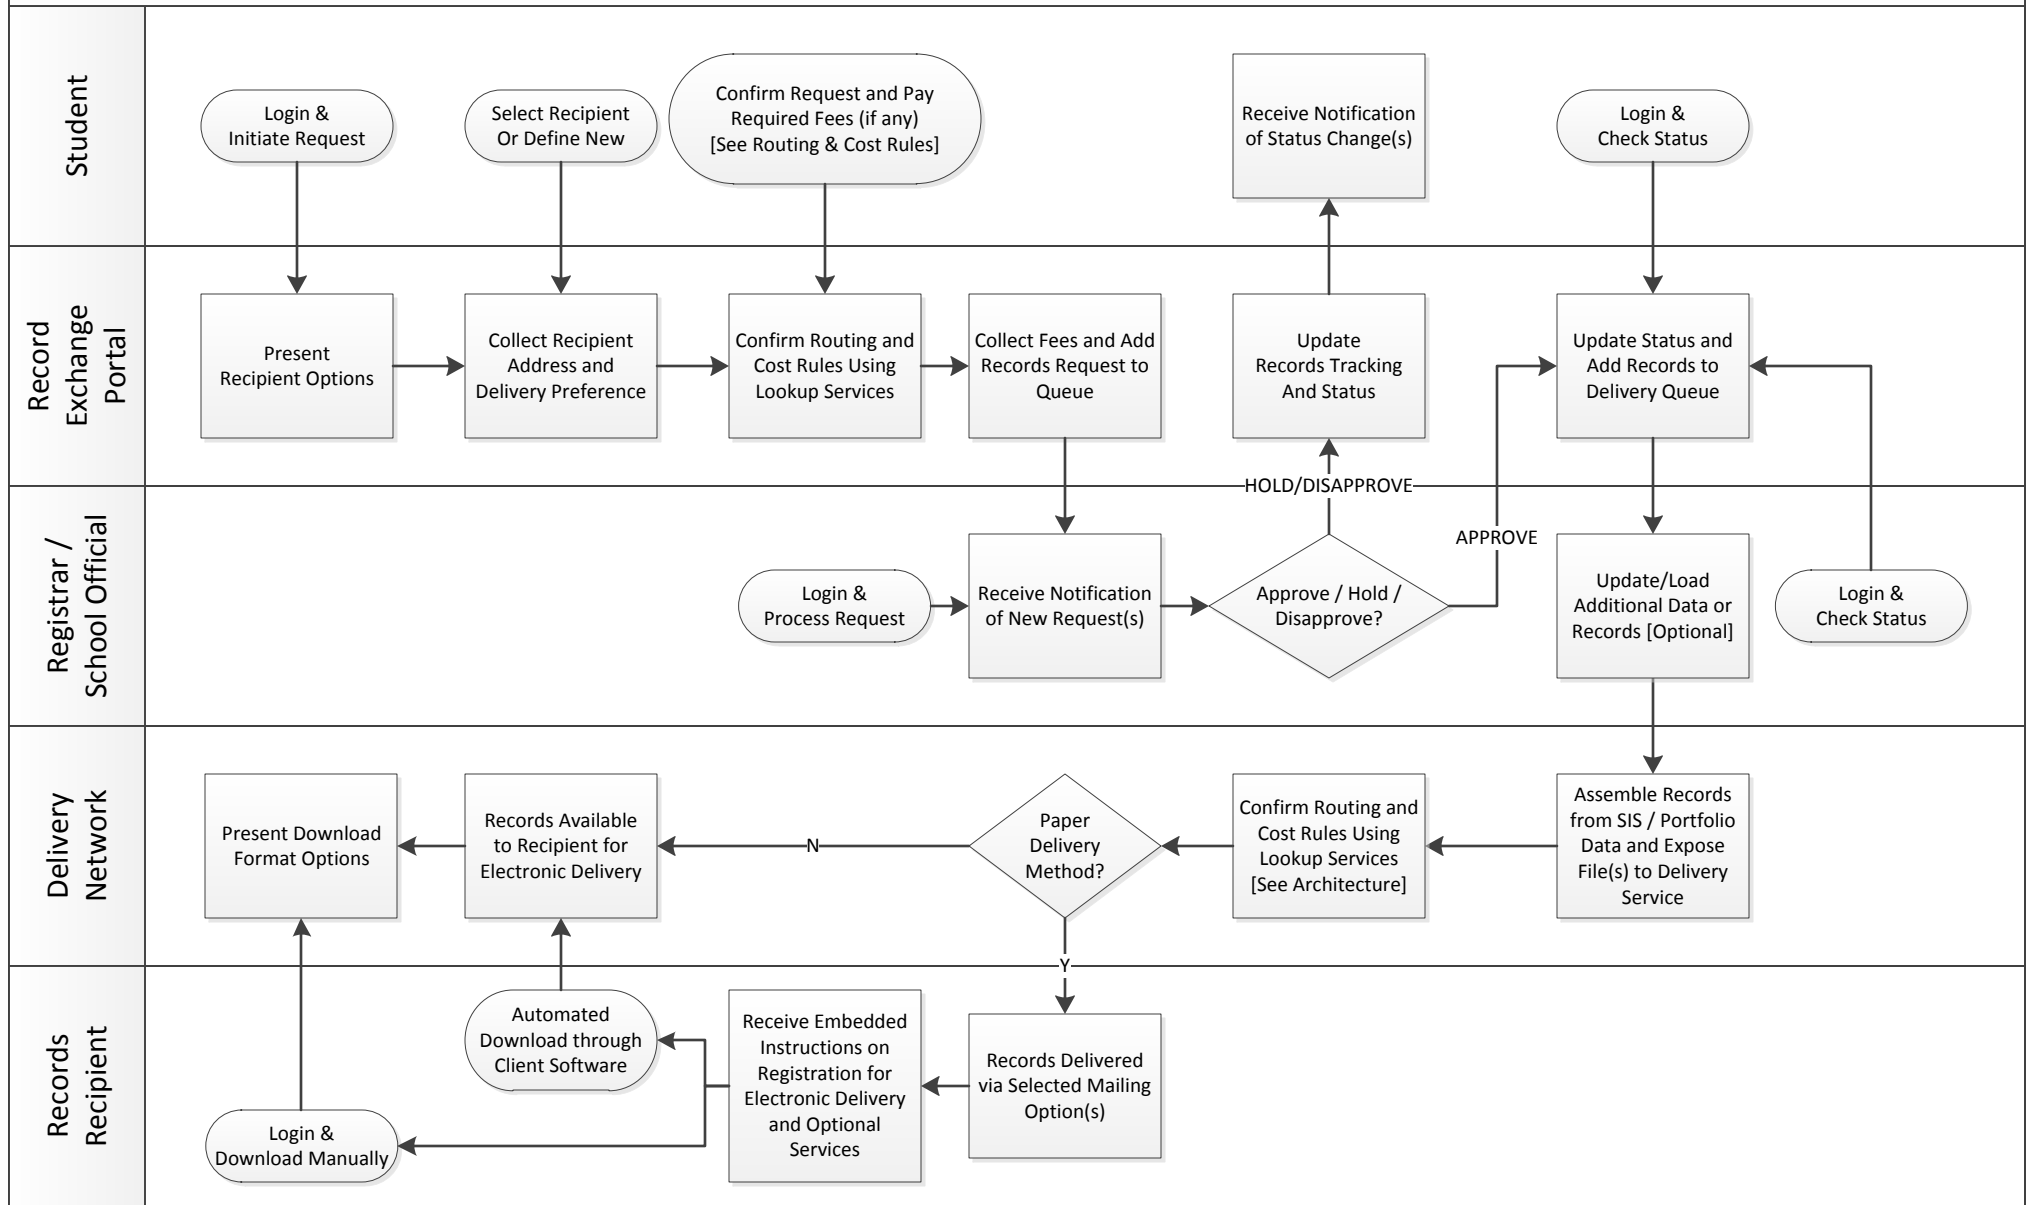 Student
Login &
Initiate Request
Select Recipient
Or Define New
Confirm Request and Pay
Required Fees (if any)
[See Routing & Cost Rules]
Receive Notification
of Status Change(s)
Login &
Check Status
Record
Exchange
Portal
Present
Recipient Options
Collect Recipient
Address and
Delivery Preference
Confirm Routing and
Cost Rules Using
Lookup Services
Collect Fees and Add
Records Request to
Queue
Update
Records Tracking
And Status
Update Status and
Add Records to
Delivery Queue
HOLD/DISAPPROVE
APPROVE
Registrar /
School Official
Login &
Process Request
Receive Notification
of New Request(s)
Approve / Hold /
Disapprove?
Update/Load
Additional Data or
Records [Optional]
Login &
Check Status
Delivery
Network
Present Download
Format Options
Records Available
to Recipient for
Electronic Delivery
N
Paper
Delivery
Method?
Confirm Routing and
Cost Rules Using
Lookup Services
[See Architecture]
Assemble Records
from SIS / Portfolio
Data and Expose
File(s) to Delivery
Service
Y
Records
Recipient
Automated
Download through
Client Software
Login &
Download Manually
Receive Embedded
Instructions on
Registration for
Electronic Delivery
and Optional
Services
Records Delivered
via Selected Mailing
Option(s)